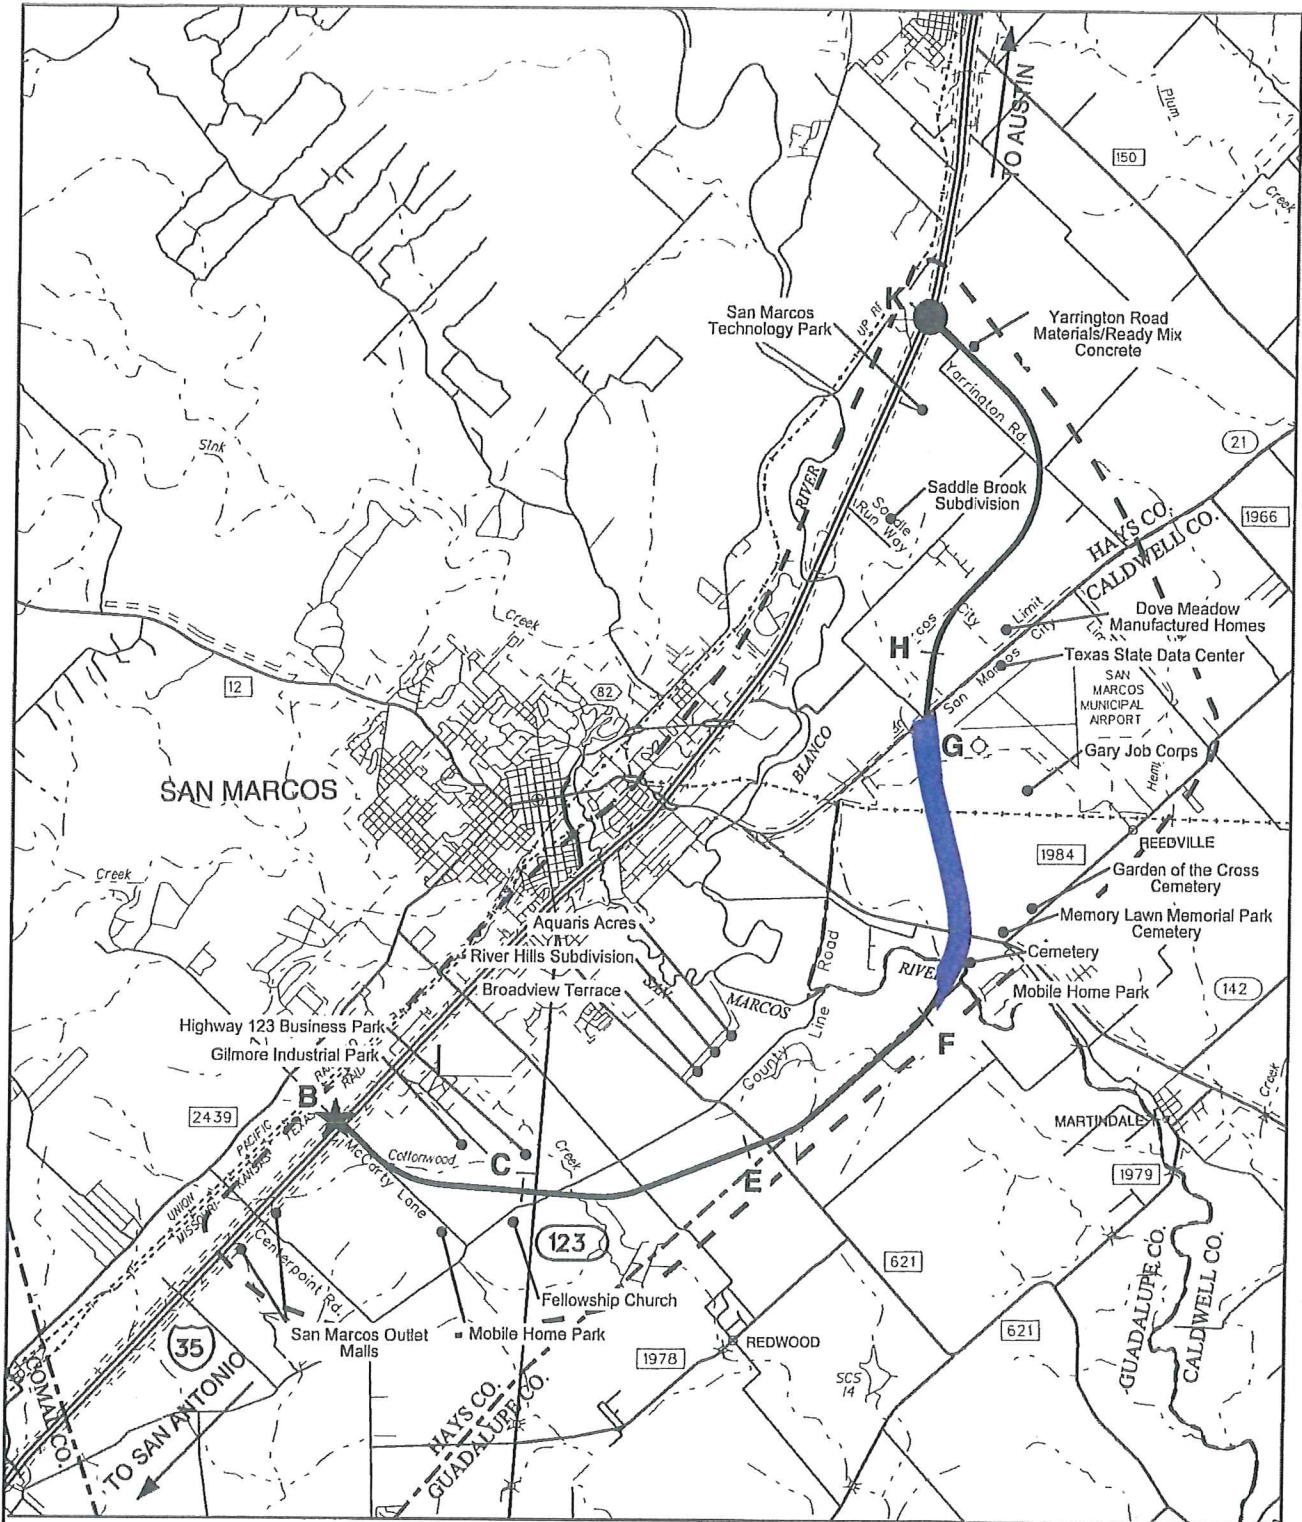 TO AUSTIN
Plum
150
Creek
K
San Marcos
Technology Park
UP
Yarrington Road
Materials/Ready Mix
Concrete
Yarrington Rd.
21
Sink
RIVER
Saddle Brook
Subdivision
Saddle
Run Way
HAYS CO.
CALDWELL CO.
1966
Creek
City
Limit
Dove Meadow
Manufactured Homes
H
San Marcos
City
Texas State Data Center
12
82
SAN
MARCOS
MUNICIPAL
AIRPORT
BLANCO
G
Gary Job Corps
SAN MARCOS
REEDVILLE
1984
Creek
Garden of the Cross
Cemetery
Memory Lawn Memorial Park
Cemetery
Aquaris Acres
River Hills Subdivision
Broadview Terrace
SAN
MARCOS
RIVER
Cemetery
Mobile Home Park
142
County Line Road
F
Highway 123 Business Park
Gilmore Industrial Park
B
2439
UNION
PACIFIC
MISSOURI-
KANSAS
TEXAS
McCarty Lane
Cottonwood
Creek
C
E
MARTINDALE
Creek
1979
Centerpoint Rd.
123
621
Fellowship Church
San Marcos Outlet
Malls
Mobile Home Park
35
REDWOOD
1978
621
SCS
14
GUADALUPE CO.
CALDWELL CO.
COMAL CO.
TO SAN ANTONIO
HAYS CO.
GUADALUPE CO.